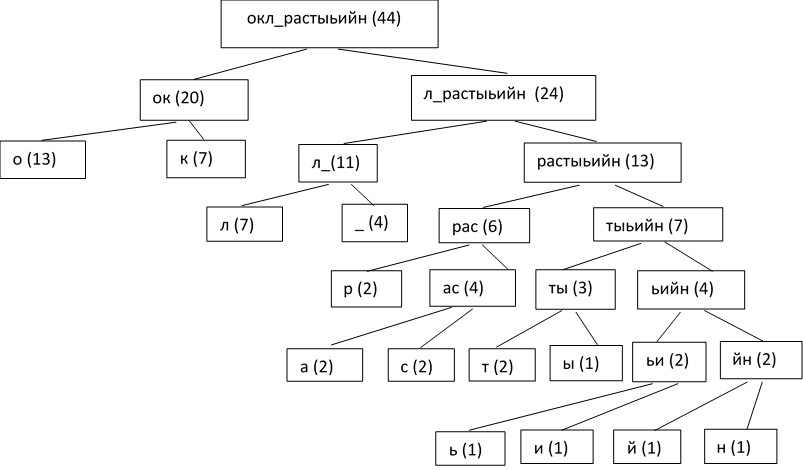 окл_растыьийн (44)
ок (20)
л_растыьийн (24)
о (13)
к (7)
л_(11)
растыьийн (13)
л (7)
_ (4)
рас (6)
тыьийн (7)
р (2)
ас (4)
ты (3)
ьийн (4)
а (2)
с (2)
т (2)
ы (1)
ьи (2)
йн (2)
ь (1)
и (1)
й (1)
н (1)